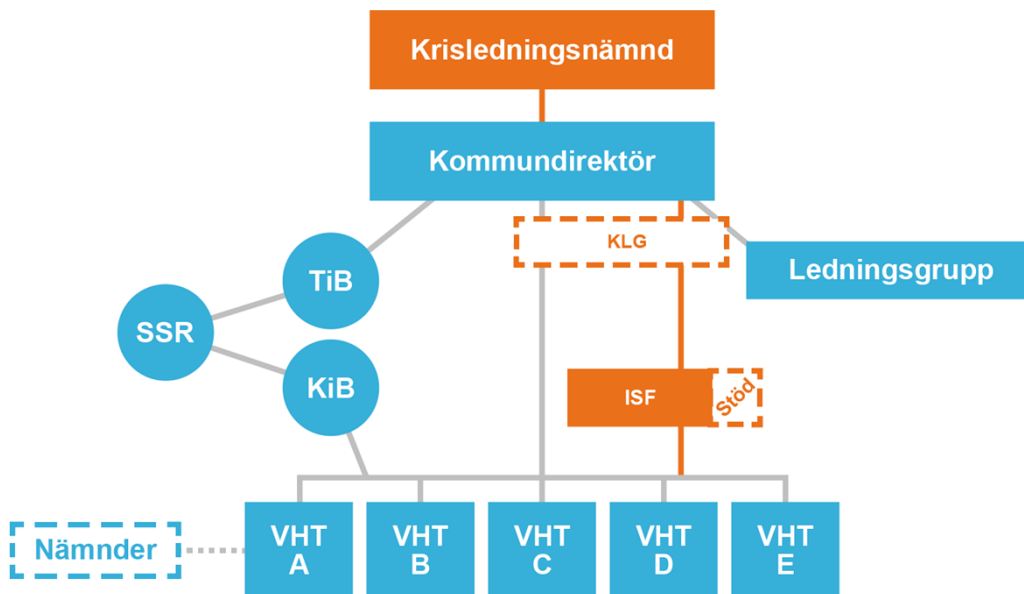 Krisledningsnämnd
Kommundirektör
KLG
Ledningsgrupp
TiB
SSR
KiB
ISF
Stöd
Nämnder
VHT
A
VHT
B
VHT
C
VHT
D
VHT
E